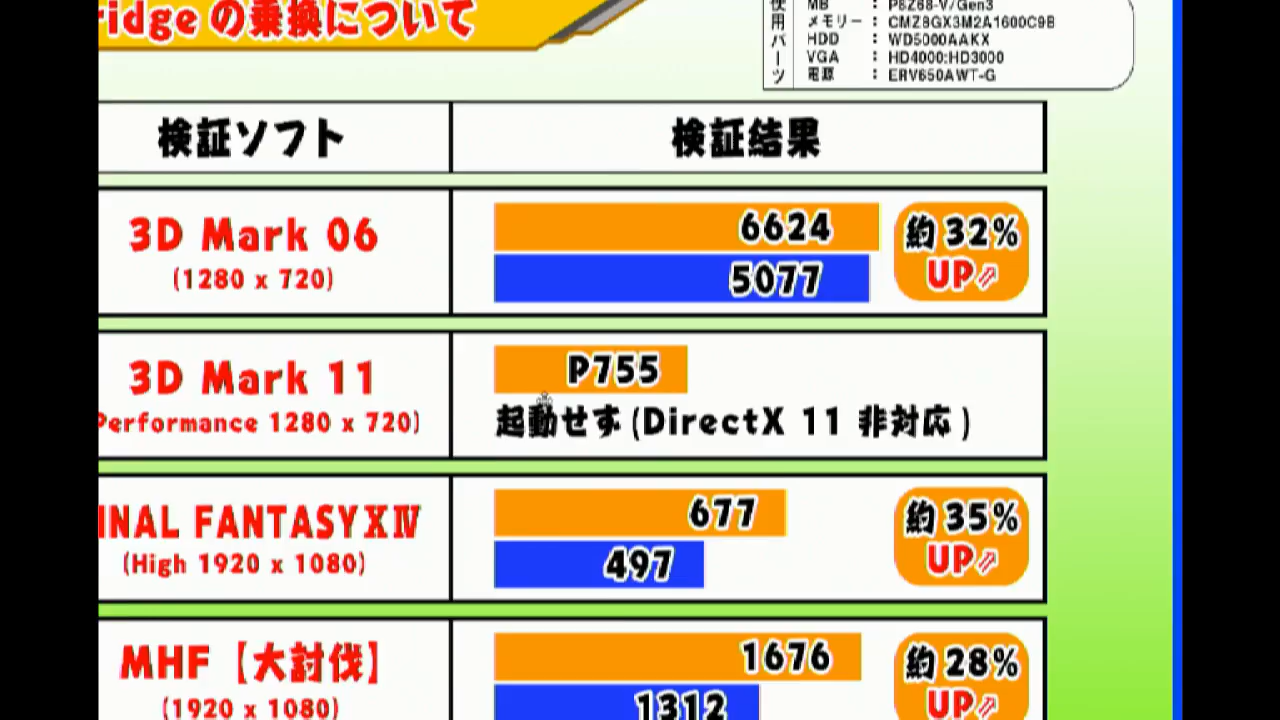 ridge の乗換について
使用パーツ
MB : P8Z68-V/Gen3
メモリー : CMZ8GX3M2A1600C9B
HDD : WD5000AAKX
VGA : HD4000:HD3000
電源 : ERV650AWT-G
検証ソフト 検証結果
3D Mark 06
(1280 x 720)
6624
5077
約32%
UP⇗
3D Mark 11
Performance 1280 x 720)
P755
起動せず(DirectX 11 非対応)
INAL FANTASY XIV
(High 1920 x 1080)
677
497
約35%
UP⇗
MHF【大討伐】
(1920 x 1080)
1676
1312
約28%
UP⇗